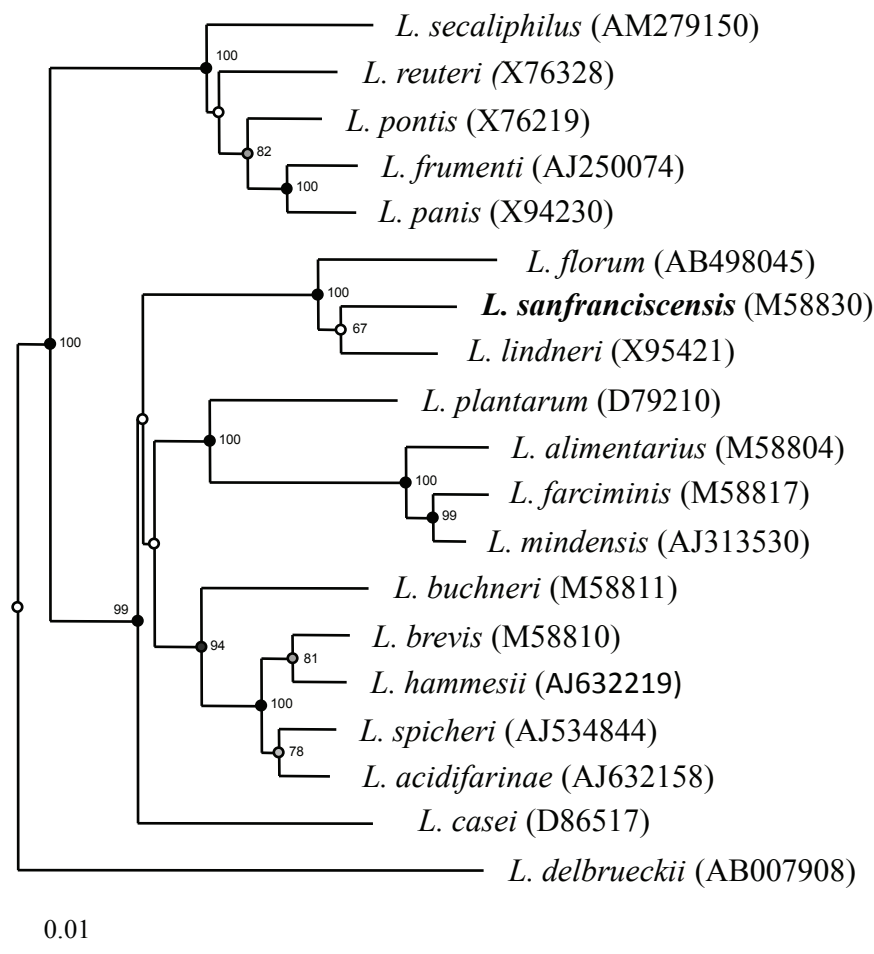 L. secaliphilus (AM279150)
100
L. reuteri (X76328)
L. pontis (X76219)
82
L. frumenti (AJ250074)
100
L. panis (X94230)
L. florum (AB498045)
100
L. sanfranciscensis (M58830)
67
100
L. lindneri (X95421)
L. plantarum (D79210)
100
L. alimentarius (M58804)
100
L. farciminis (M58817)
99
L. mindensis (AJ313530)
L. buchneri (M58811)
99
L. brevis (M58810)
94
81
L. hammesii (AJ632219)
100
L. spicheri (AJ534844)
78
L. acidifarinae (AJ632158)
L. casei (D86517)
L. delbrueckii (AB007908)
0.01